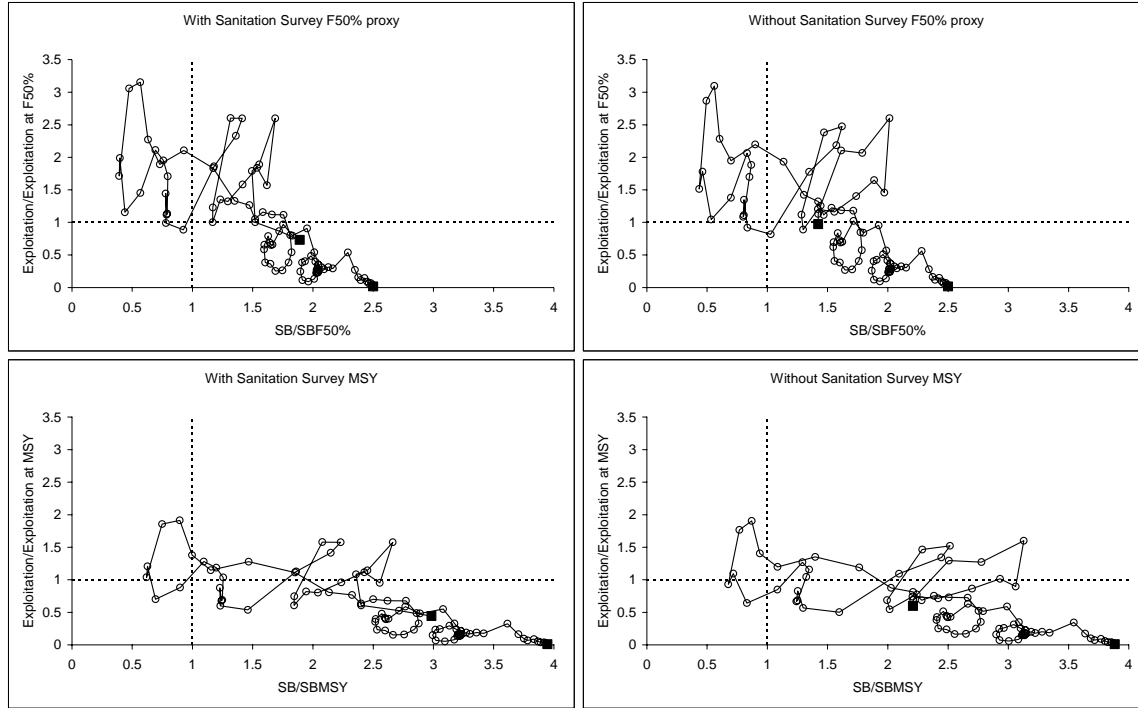 With Sanitation Survey F50% proxy
3.5
3
2.5
2
1.5
1
0.5
0
0 0.5 1 1.5 2 2.5 3 3.5 4
Exploitation/Exploitation at F50%
SB/SBF50%
Without Sanitation Survey F50% proxy
3.5
3
2.5
2
1.5
1
0.5
0
0 0.5 1 1.5 2 2.5 3 3.5 4
Exploitation/Exploitation at F50%
SB/SBF50%
With Sanitation Survey MSY
3.5
3
2.5
2
1.5
1
0.5
0
0 0.5 1 1.5 2 2.5 3 3.5 4
Exploitation/Exploitation at MSY
SB/SBMSY
Without Sanitation Survey MSY
3.5
3
2.5
2
1.5
1
0.5
0
0 0.5 1 1.5 2 2.5 3 3.5 4
Exploitation/Exploitation at MSY
SB/SBMSY